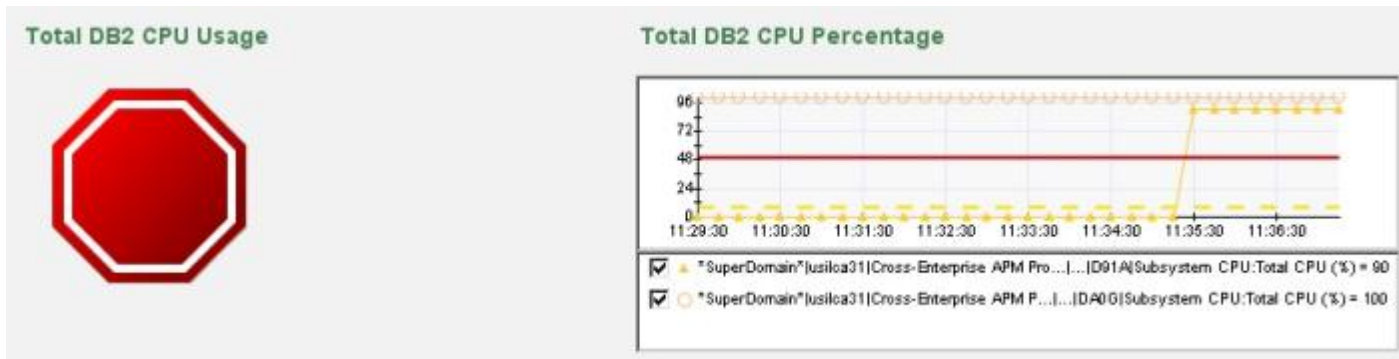 Total DB2 CPU Usage
Total DB2 CPU Percentage
96
72
48
24
0
11:29:30 11:30:30 11:31:30 11:32:30 11:33:30 11:34:30 11:35:30 11:36:30
*SuperDomain*|usilca31|Cross-Enterprise APM Pro...|...|D91A|Subsystem CPU:Total CPU (%) = 90
*SuperDomain*|usilca31|Cross-Enterprise APM P...|...|DA0G|Subsystem CPU:Total CPU (%) = 100